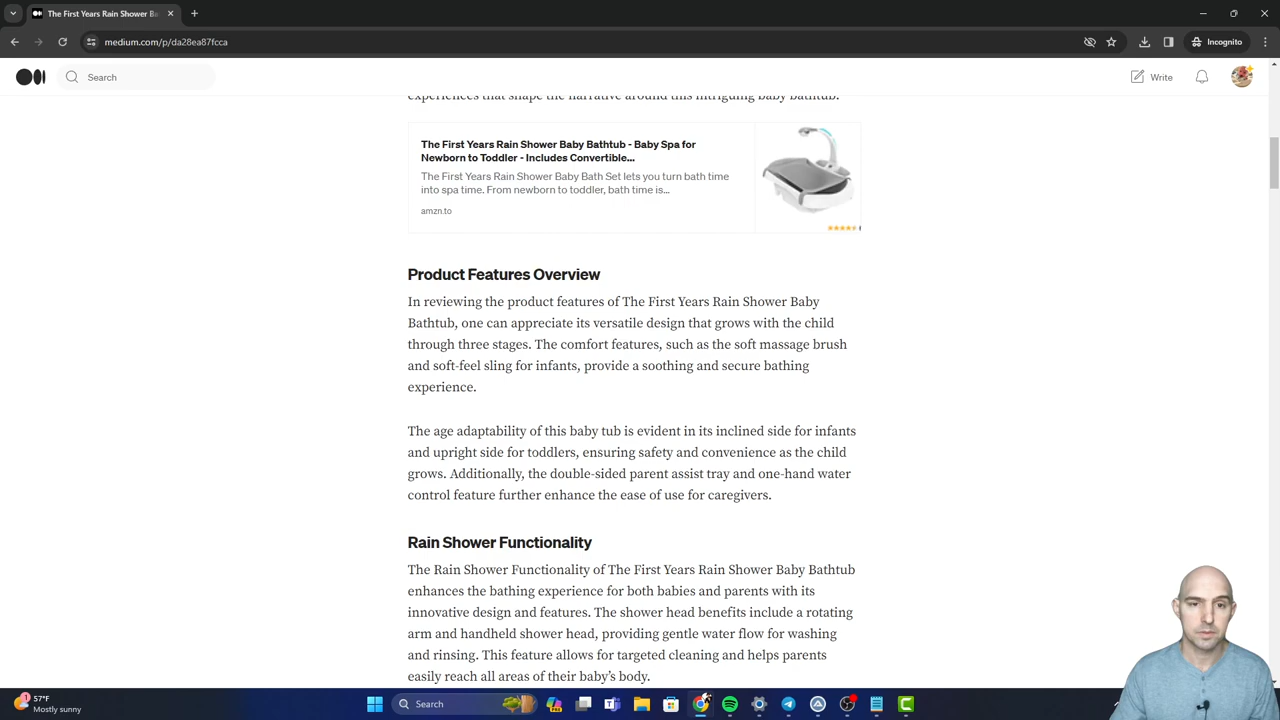 The First Years Rain Shower Ba
medium.com/p/da28ea87fcca
Incognito
Search
Write
experiences that shape the narrative around this intriguing baby bathtub.
The First Years Rain Shower Baby Bathtub - Baby Spa for
Newborn to Toddler - Includes Convertible...
The First Years Rain Shower Baby Bath Set lets you turn bath time
into spa time. From newborn to toddler, bath time is...
amzn.to
Product Features Overview
In reviewing the product features of The First Years Rain Shower Baby
Bathtub, one can appreciate its versatile design that grows with the child
through three stages. The comfort features, such as the soft massage brush
and soft-feel sling for infants, provide a soothing and secure bathing
experience.
The age adaptability of this baby tub is evident in its inclined side for infants
and upright side for toddlers, ensuring safety and convenience as the child
grows. Additionally, the double-sided parent assist tray and one-hand water
control feature further enhance the ease of use for caregivers.
Rain Shower Functionality
The Rain Shower Functionality of The First Years Rain Shower Baby Bathtub
enhances the bathing experience for both babies and parents with its
innovative design and features. The shower head benefits include a rotating
arm and handheld shower head, providing gentle water flow for washing
and rinsing. This feature allows for targeted cleaning and helps parents
easily reach all areas of their baby's body.
57°F
Mostly sunny
Search